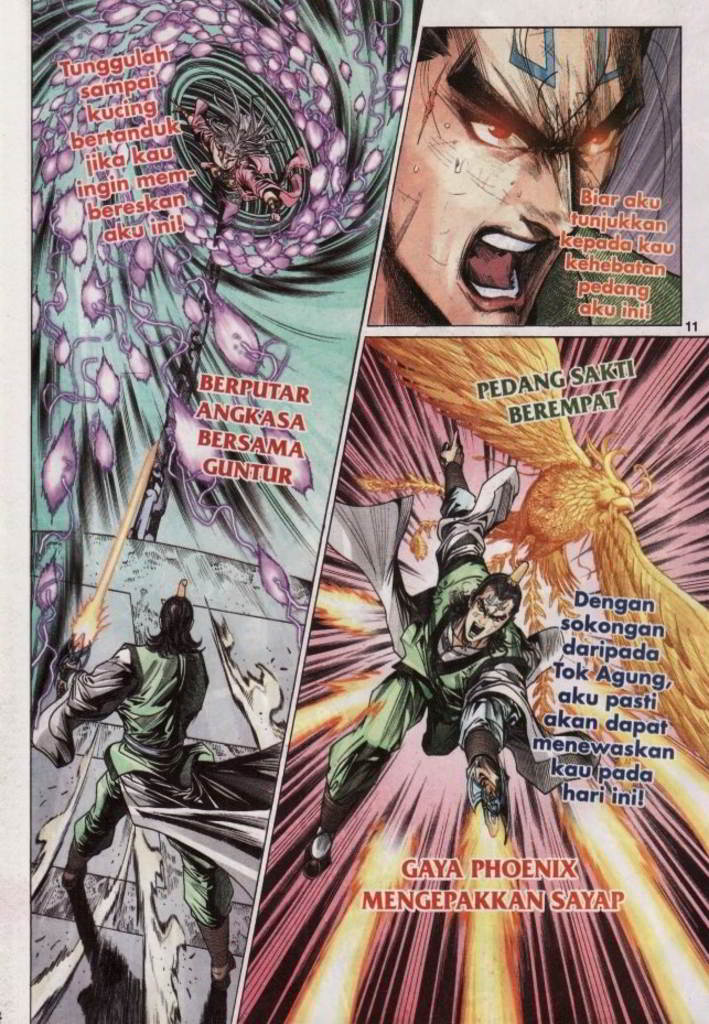 Tunggulah
sampai
kucing
bertanduk
jika kau
ingin mem-
bereskan
aku ini!
Biar aku
tunjukkan
kepada kau
kehebatan
pedang
aku ini!
11
BERPUTAR
ANGKASA
BERSAMA
GUNTUR
PEDANG SAKTI
BEREMPAT
Dengan
sokongan
daripada
Tok Agung,
aku pasti
akan dapat
menewaskan
kau pada
hari ini!
GAYA PHOENIX
MENGEPAKKAN SAYAP